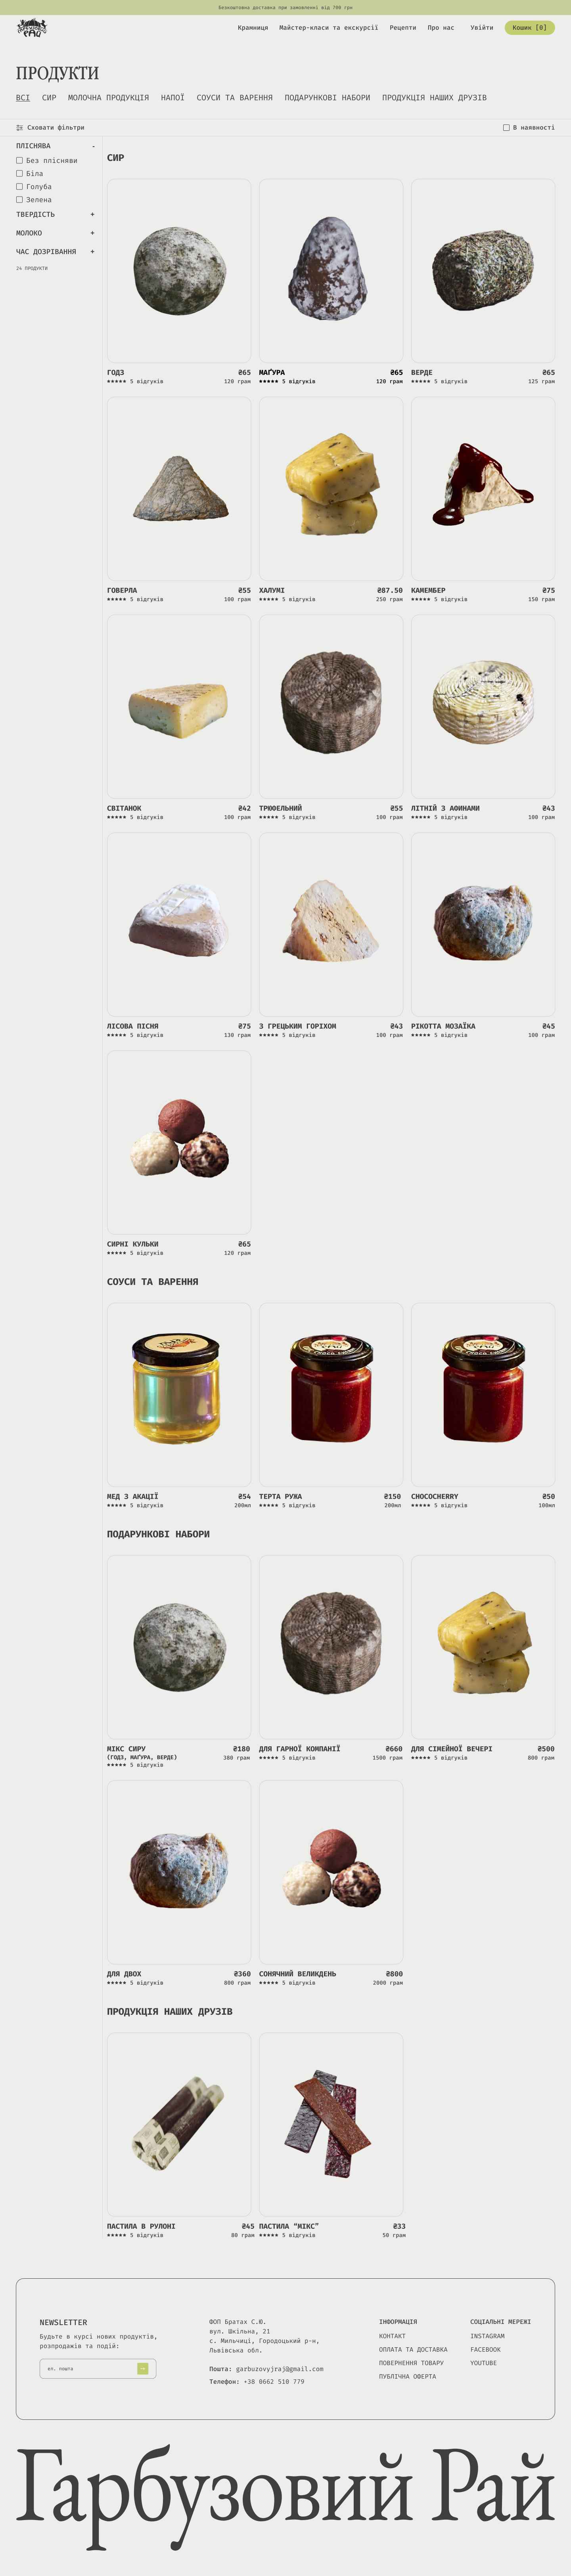 Безкоштовна доставка при замовленні від 700 грн
Крамниця Майстер-класи та екскурсії Рецепти Про нас Увійти Кошик [0]
ПРОДУКТИ
ВСІ СИР МОЛОЧНА ПРОДУКЦІЯ НАПОЇ СОУСИ ТА ВАРЕННЯ ПОДАРУНКОВІ НАБОРИ ПРОДУКЦІЯ НАШИХ ДРУЗІВ
Сховати фільтри В наявності
ПЛІСНЯВА -
Без плісняви
Біла
Голуба
Зелена
ТВЕРДІСТЬ +
МОЛОКО +
ЧАС ДОЗРІВАННЯ +
24 ПРОДУКТИ
СИР
ГОДЗ ₴65 МАҐУРА ₴65 ВЕРДЕ ₴65
★★★★★ 5 відгуків 120 грам ★★★★★ 5 відгуків 120 грам ★★★★★ 5 відгуків 125 грам
ГОВЕРЛА ₴55 ХАЛУМІ ₴87.50 КАМЕМБЕР ₴75
★★★★★ 5 відгуків 100 грам ★★★★★ 5 відгуків 250 грам ★★★★★ 5 відгуків 150 грам
СВІТАНОК ₴42 ТРЮФЕЛЬНИЙ ₴55 ЛІТНІЙ З АФИНАМИ ₴43
★★★★★ 5 відгуків 100 грам ★★★★★ 5 відгуків 100 грам ★★★★★ 5 відгуків 100 грам
ЛІСОВА ПІСНЯ ₴75 З ГРЕЦЬКИМ ГОРІХОМ ₴43 РІКОТТА МОЗАЇКА ₴45
★★★★★ 5 відгуків 130 грам ★★★★★ 5 відгуків 100 грам ★★★★★ 5 відгуків 100 грам
СИРНІ КУЛЬКИ ₴65
★★★★★ 5 відгуків 120 грам
СОУСИ ТА ВАРЕННЯ
МЕД З АКАЦІЇ ₴54 ТЕРТА РУЖА ₴150 CHOCOCHERRY ₴50
★★★★★ 5 відгуків 200мл ★★★★★ 5 відгуків 200мл ★★★★★ 5 відгуків 100мл
ПОДАРУНКОВІ НАБОРИ
МІКС СИРУ ₴180 ДЛЯ ГАРНОЇ КОМПАНІЇ ₴660 ДЛЯ СІМЕЙНОЇ ВЕЧЕРІ ₴500
(ГОДЗ, МАҐУРА, ВЕРДЕ) 380 грам ★★★★★ 5 відгуків 1500 грам ★★★★★ 5 відгуків 800 грам
★★★★★ 5 відгуків
ДЛЯ ДВОХ ₴360 СОНЯЧНИЙ ВЕЛИКДЕНЬ ₴800
★★★★★ 5 відгуків 800 грам ★★★★★ 5 відгуків 2000 грам
ПРОДУКЦІЯ НАШИХ ДРУЗІВ
ПАСТИЛА В РУЛОНІ ₴45 ПАСТИЛА “МІКС” ₴33
★★★★★ 5 відгуків 80 грам ★★★★★ 5 відгуків 50 грам
NEWSLETTER
Будьте в курсі нових продуктів,
розпродажів та подій:
ел. пошта →
ФОП Братах С.Ю.
вул. Шкільна, 21
с. Мильчиці, Городоцький р-н,
Львівська обл.
Пошта: garbuzovyjraj@gmail.com
Телефон: +38 0662 510 779
ІНФОРМАЦІЯ
КОНТАКТ
ОПЛАТА ТА ДОСТАВКА
ПОВЕРНЕННЯ ТОВАРУ
ПУБЛІЧНА ОФЕРТА
СОЦІАЛЬНІ МЕРЕЖІ
INSTAGRAM
FACEBOOK
YOUTUBE
Гарбузовий Рай